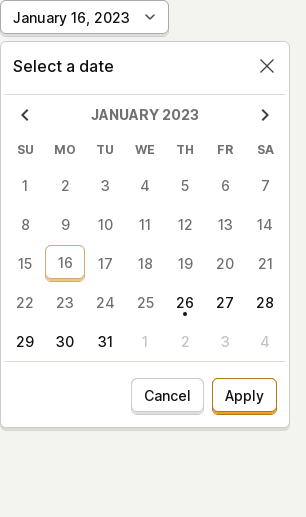 January 16, 2023
Select a date
JANUARY 2023
SU MO TU WE TH FR SA
1 2 3 4 5 6 7
8 9 10 11 12 13 14
15 16 17 18 19 20 21
22 23 24 25 26 27 28
29 30 31 1 2 3 4
Cancel Apply